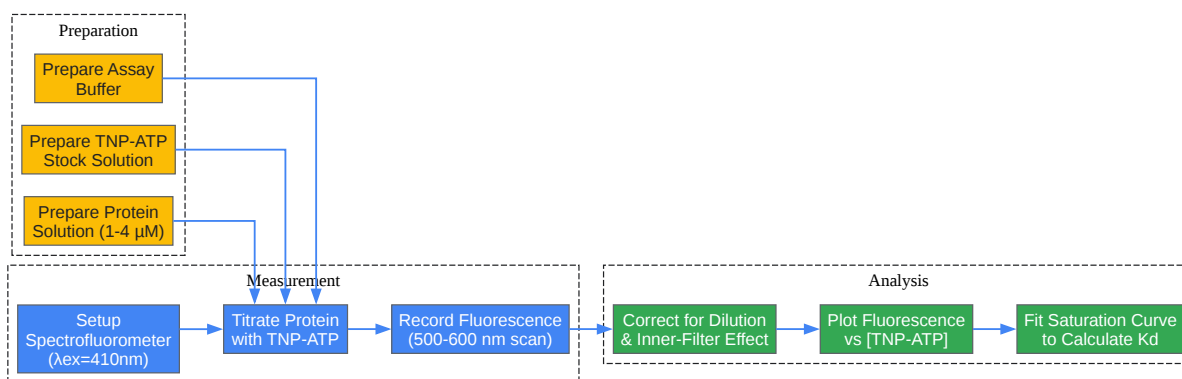 Preparation
Prepare Assay
Buffer
Prepare TNP-ATP
Stock Solution
Prepare Protein
Solution (1-4 µM)
Measurement
Setup
Spectrofluorometer
(λex=410nm)
Titrate Protein
with TNP-ATP
Record Fluorescence
(500-600 nm scan)
Analysis
Correct for Dilution
& Inner-Filter Effect
Plot Fluorescence
vs [TNP-ATP]
Fit Saturation Curve
to Calculate Kd